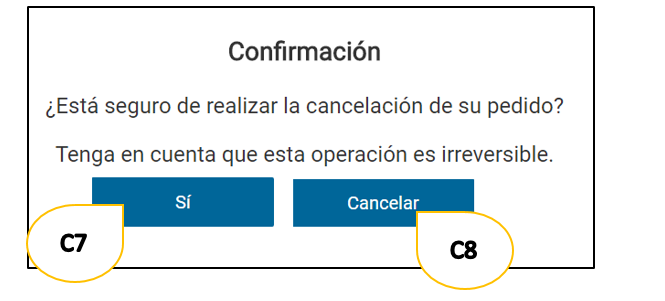 Confirmación
¿Está seguro de realizar la cancelación de su pedido?
Tenga en cuenta que esta operación es irreversible.
Sí
Cancelar
C7
C8